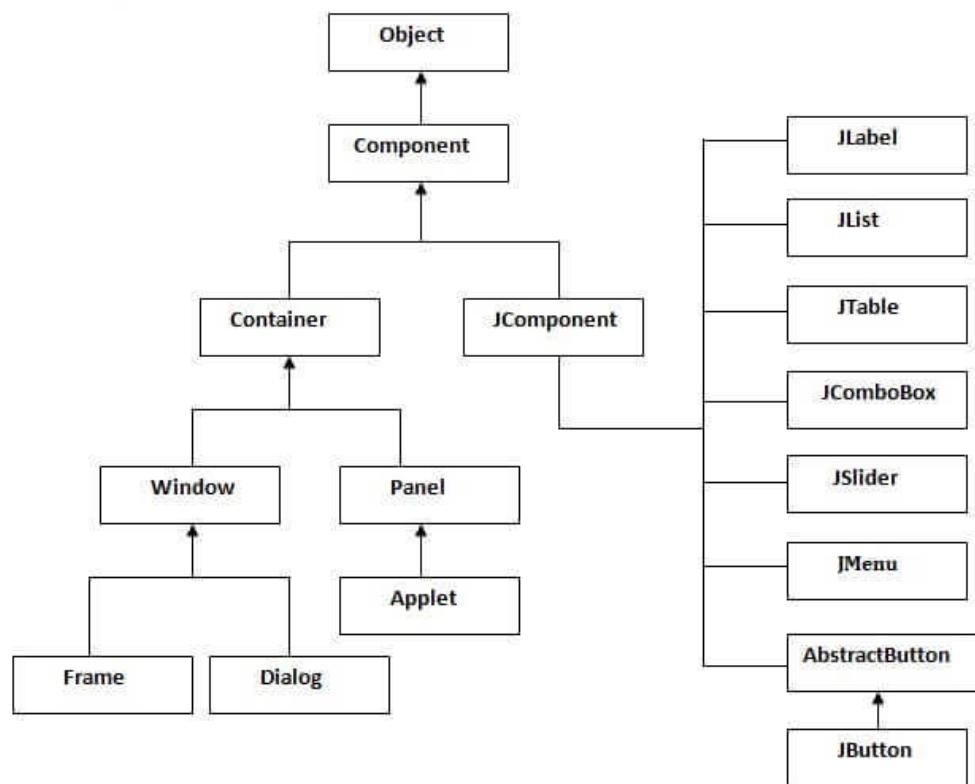 Object
Component
Container
JComponent
Window
Panel
Applet
Frame
Dialog
JLabel
JList
JTable
JComboBox
JSlider
JMenu
AbstractButton
JButton